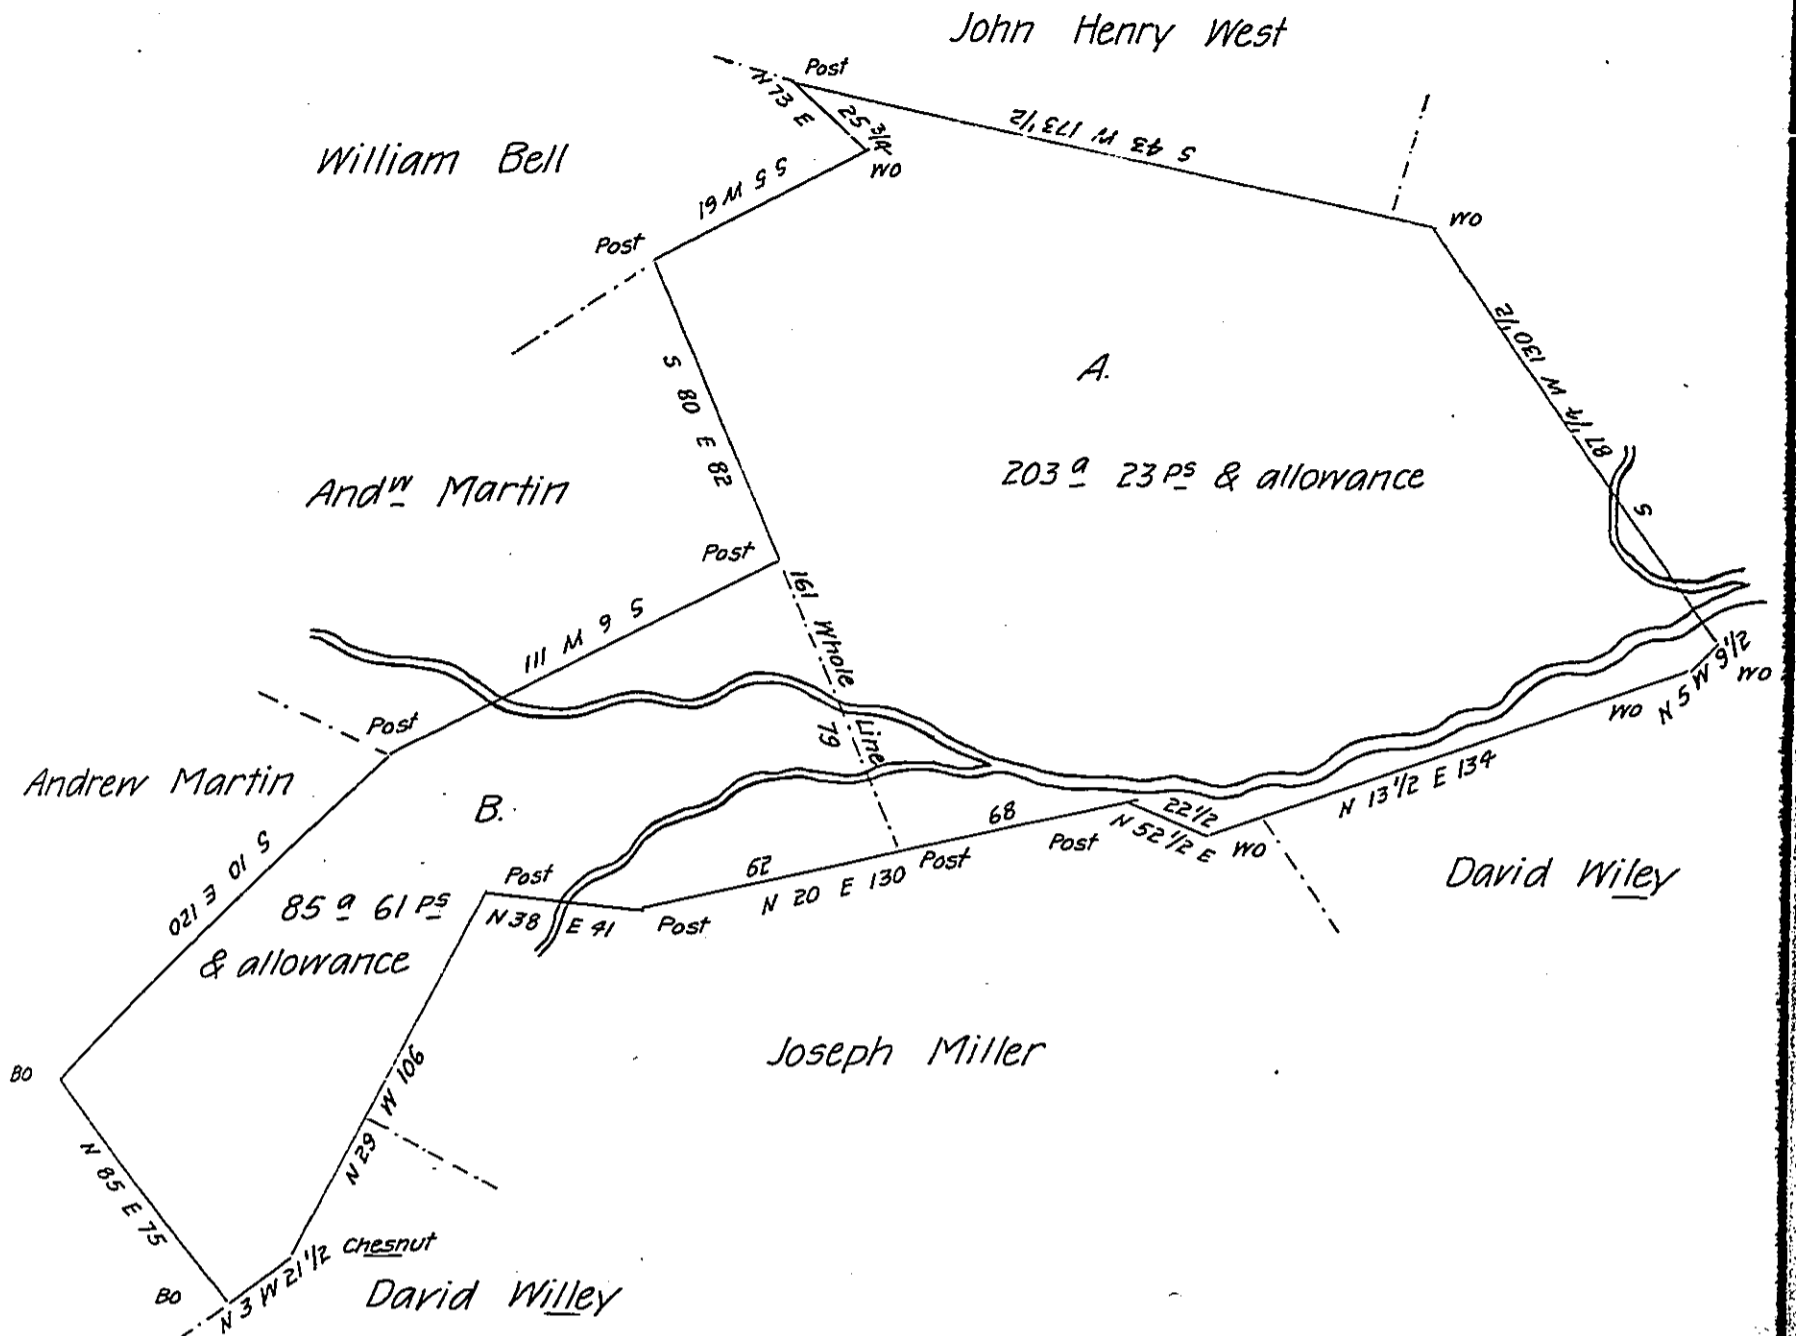 John Henry West
Post
N 73 E
25 3/4
WO
S 43 W 173 1/2
WO
William Bell
S 5 W 61
Post
S 87 1/4 W 130 1/2
A.
203 a 23 Ps & allowance
S 80 E 82
Andw Martin
Post
161 Whole Line
79
S 6 W 111
Post
N 5 W 9 1/2
WO
WO
N 13 1/2 E 134
Andrew Martin
B.
22 1/2
N 52 1/2 E
WO
68
Post
Post
62
N 20 E 130
David Wiley
S 10 E 120
85 a 61 Ps
& allowance
Post
N 38 E 41
Post
Joseph Miller
BO
N 29 W 106
N 85 E 75
Chesnut
BO
N 3 W 21 1/2
David Willey